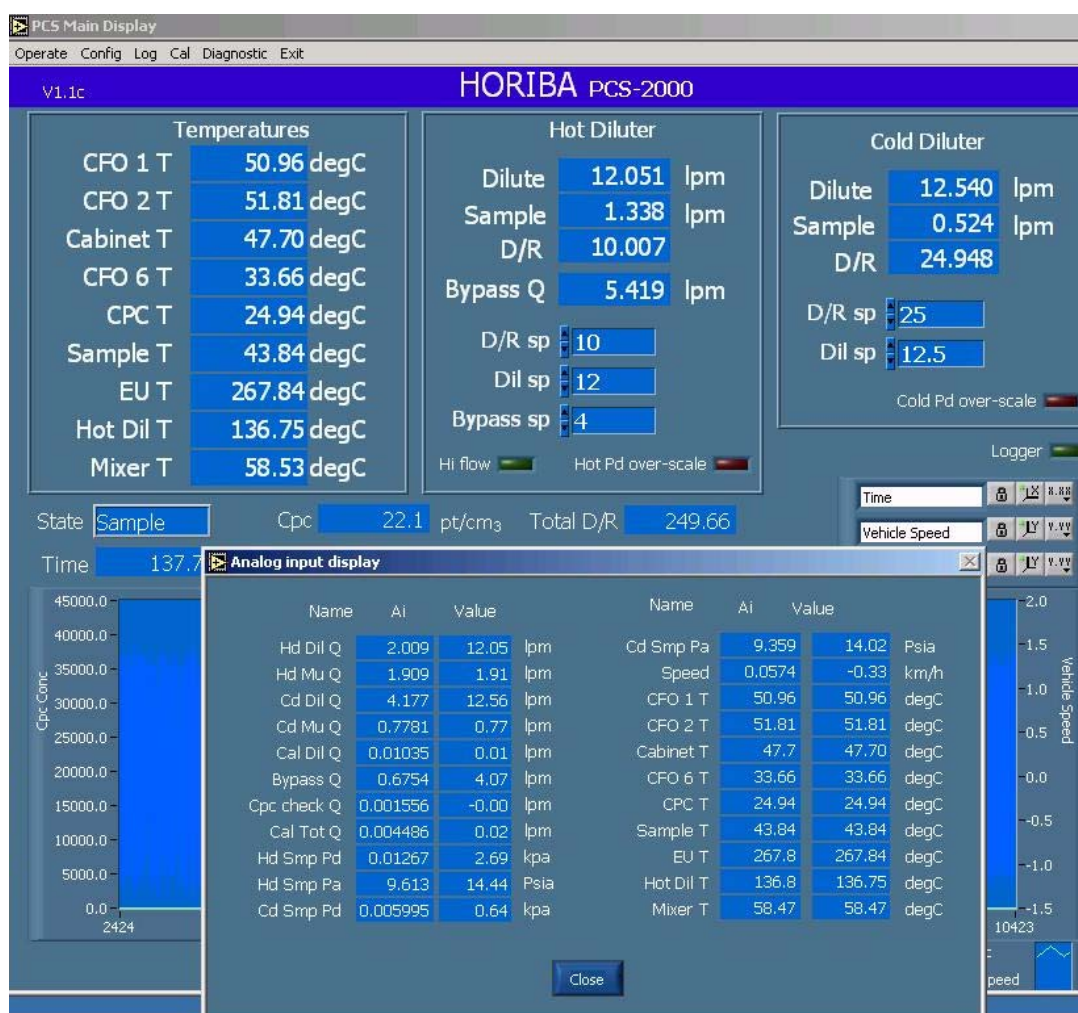 PCS Main Display
Operate Config Log Cal Diagnostic Exit
V1.1c
HORIBA PCS-2000
Temperatures
CFO 1 T 50.96 degC
CFO 2 T 51.81 degC
Cabinet T 47.70 degC
CFO 6 T 33.66 degC
CPC T 24.94 degC
Sample T 43.84 degC
EU T 267.84 degC
Hot Dil T 136.75 degC
Mixer T 58.53 degC
Hot Diluter
Dilute 12.051 lpm
Sample 1.338 lpm
D/R 10.007
Bypass Q 5.419 lpm
D/R sp 10
Dil sp 12
Bypass sp 4
Hi flow Hot Pd over-scale
Cold Diluter
Dilute 12.540 lpm
Sample 0.524 lpm
D/R 24.948
D/R sp 25
Dil sp 12.5
Cold Pd over-scale
Logger
Time
Vehicle Speed
State Sample Cpc 22.1 pt/cm3 Total D/R 249.66
Time 137.7
Analog input display
Name Ai Value
Hd Dil Q 2.009 12.05 lpm
Hd Mu Q 1.909 1.91 lpm
Cd Dil Q 4.177 12.56 lpm
Cd Mu Q 0.7781 0.77 lpm
Cal Dil Q 0.01035 0.01 lpm
Bypass Q 0.6754 4.07 lpm
Cpc check Q 0.001556 -0.00 lpm
Cal Tot Q 0.004486 0.02 lpm
Hd Smp Pd 0.01267 2.69 kpa
Hd Smp Pa 9.613 14.44 Psia
Cd Smp Pd 0.005995 0.64 kpa
Name Ai Value
Cd Smp Pa 9.359 14.02 Psia
Speed 0.0574 -0.33 km/h
CFO 1 T 50.96 50.96 degC
CFO 2 T 51.81 51.81 degC
Cabinet T 47.7 47.70 degC
CFO 6 T 33.66 33.66 degC
CPC T 24.94 24.94 degC
Sample T 43.84 43.84 degC
EU T 267.8 267.84 degC
Hot Dil T 136.8 136.75 degC
Mixer T 58.47 58.47 degC
Close
Cpc Conc
45000.0
40000.0
35000.0
30000.0
25000.0
20000.0
15000.0
10000.0
5000.0
0.0
2424
Vehicle Speed
2.0
1.5
1.0
0.5
0.0
-0.5
-1.0
-1.5
10423
peed